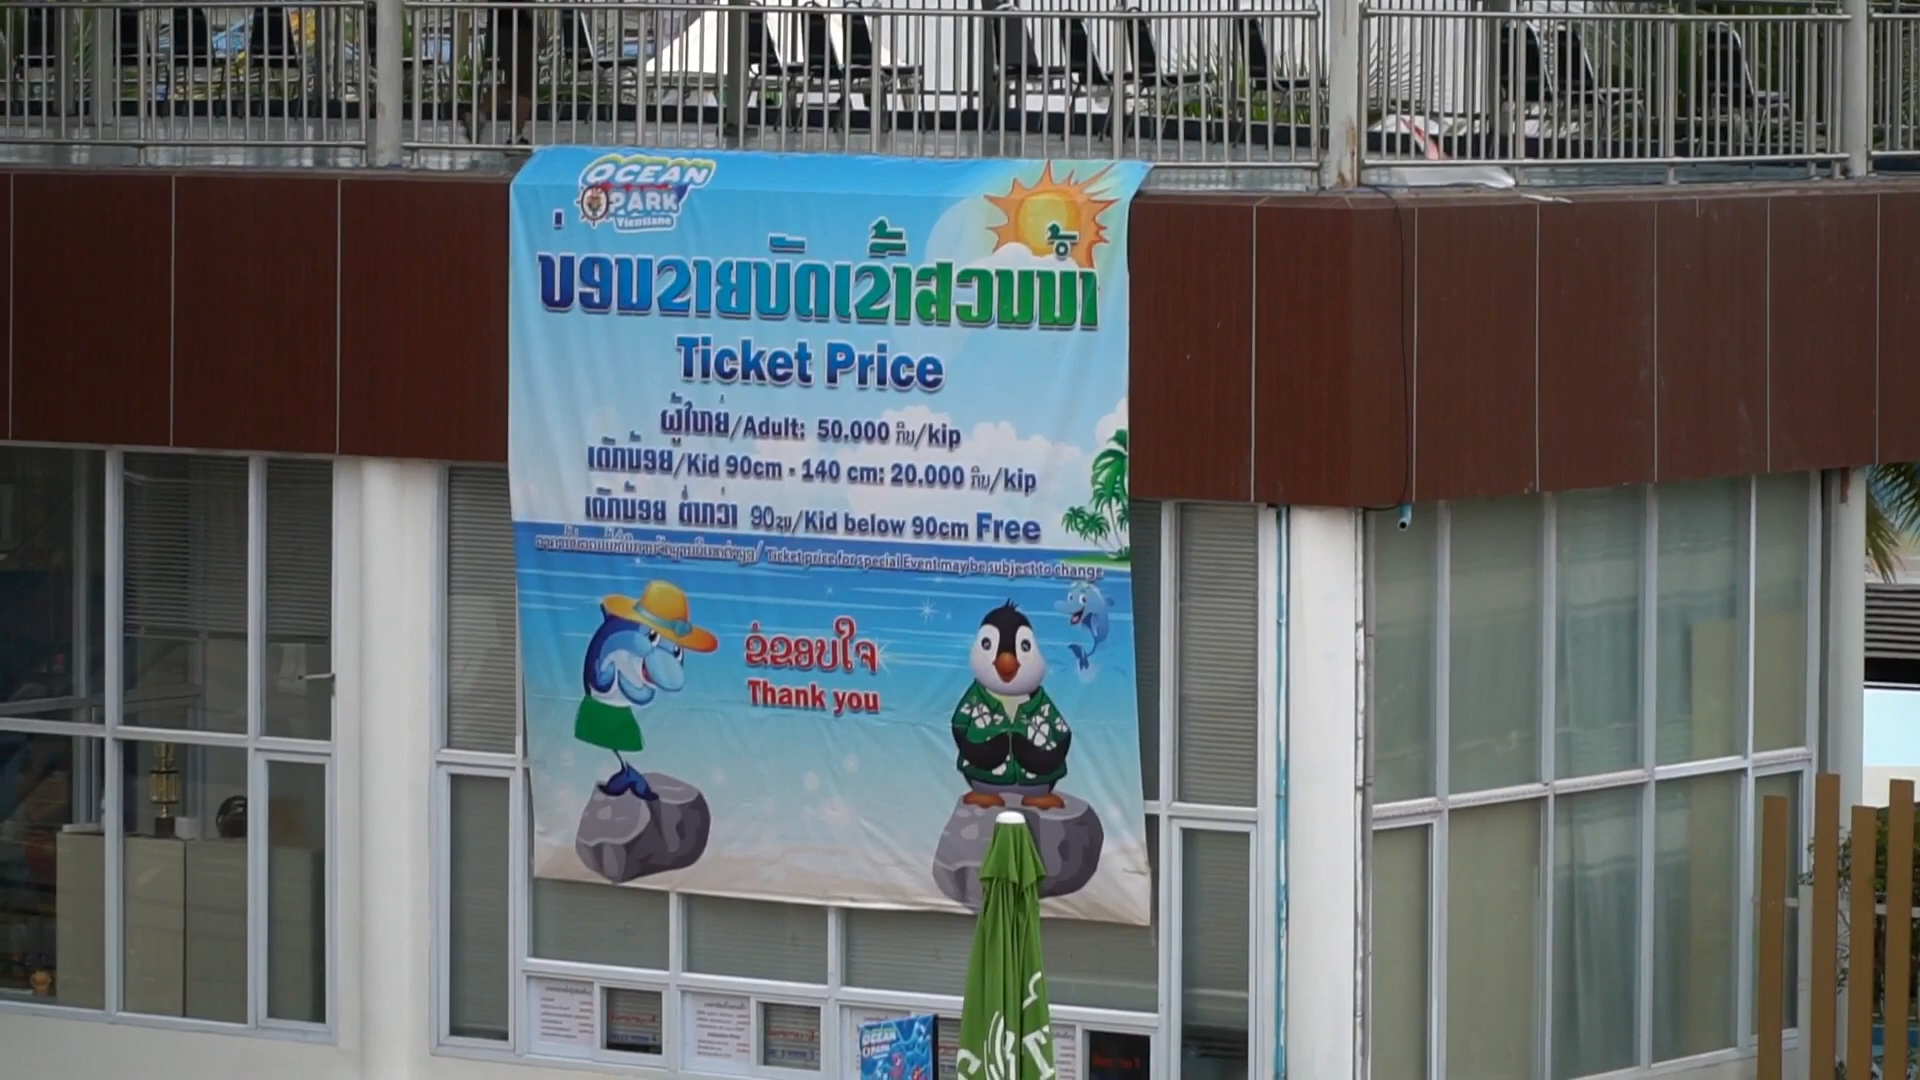 OCEAN
PARK
Vientiane
ບ່ອນຂາຍບັດເຂົ້າສວນນ້ຳ
Ticket Price
ຜູ້ໃຫຍ່/Adult: 50.000 ກີບ/kip
ເດັກນ້ອຍ/Kid 90cm - 140 cm: 20.000 ກີບ/kip
ເດັກນ້ອຍ ຕ່ຳກວ່າ 90ຊມ/Kid below 90cm Free
/ Ticket price for special Event may be subject to change
ຂໍຂອບໃຈ
Thank you
OCEAN
PARK